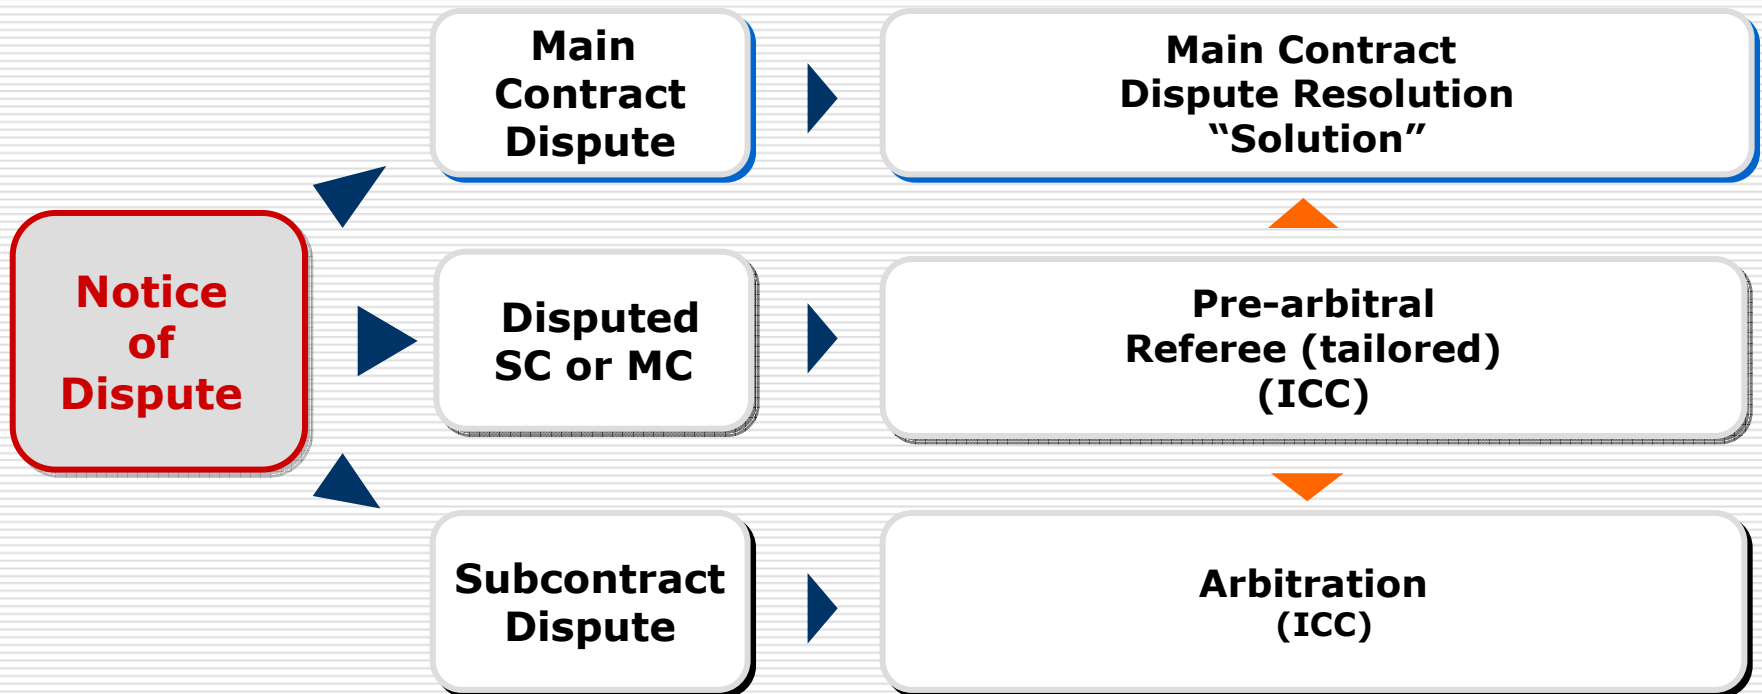 Main
Contract
Dispute
Main Contract
Dispute Resolution
“Solution”
Notice
of
Dispute
Disputed
SC or MC
Pre-arbitral
Referee (tailored)
(ICC)
Subcontract
Dispute
Arbitration
(ICC)